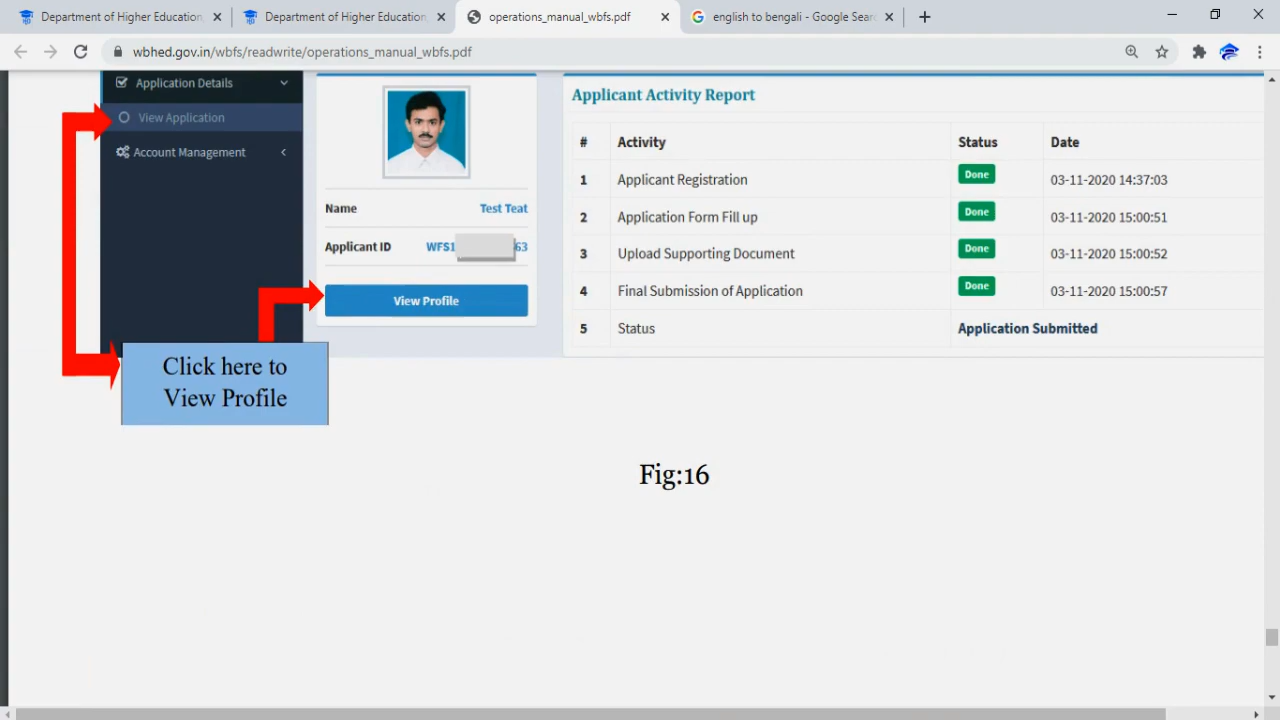 Department of Higher Education,
Department of Higher Education,
operations_manual_wbfs.pdf
english to bengali - Google Sear
wbhed.gov.in/wbfs/readwrite/operations_manual_wbfs.pdf
Application Details
View Application
Account Management
Name Test Teat
Applicant ID WFS1 63
View Profile
Click here to
View Profile
Applicant Activity Report
# Activity Status Date
1 Applicant Registration Done 03-11-2020 14:37:03
2 Application Form Fill up Done 03-11-2020 15:00:51
3 Upload Supporting Document Done 03-11-2020 15:00:52
4 Final Submission of Application Done 03-11-2020 15:00:57
5 Status Application Submitted
Fig:16